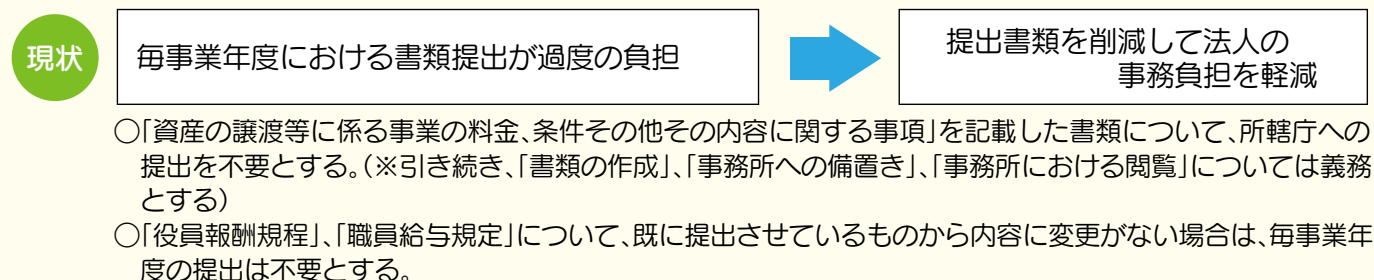 現状
毎事業年度における書類提出が過度の負担
提出書類を削減して法人の
事務負担を軽減
○「資産の譲渡等に係る事業の料金、条件その他その内容に関する事項」を記載した書類について、所轄庁への
提出を不要とする。(※引き続き、「書類の作成」、「事務所への備置き」、「事務所における閲覧」については義務
とする)
○「役員報酬規程」、「職員給与規定」について、既に提出させているものから内容に変更がない場合は、毎事業年
度の提出は不要とする。